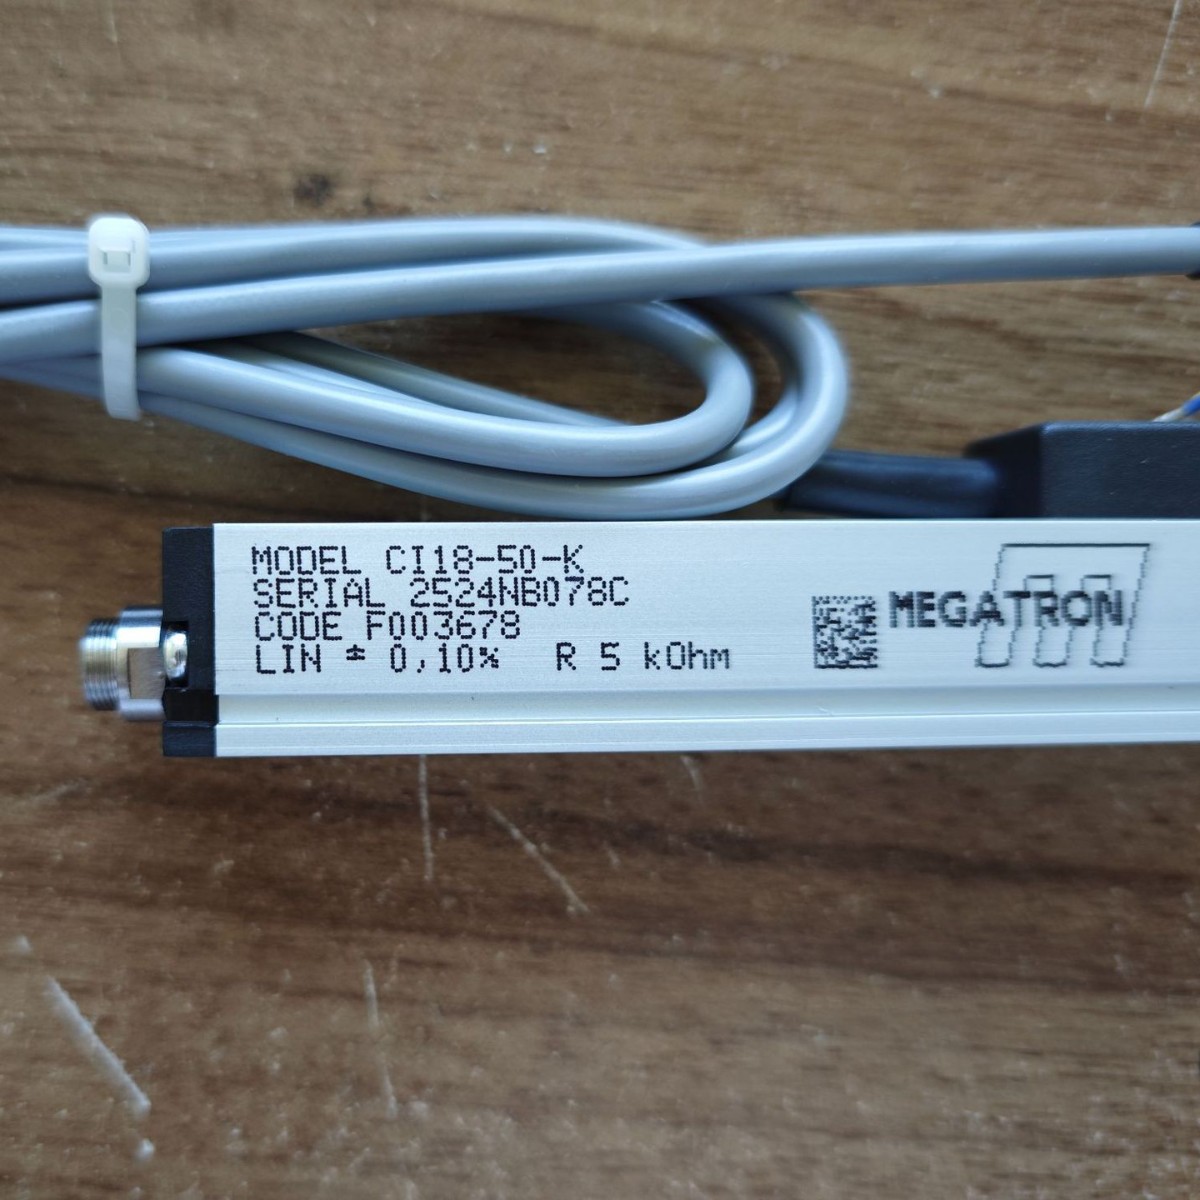 MODEL CI18-50-K
SERIAL 2524NB078C
CODE F003678
LIN ± 0,10% R 5 kOhm
MEGATRON